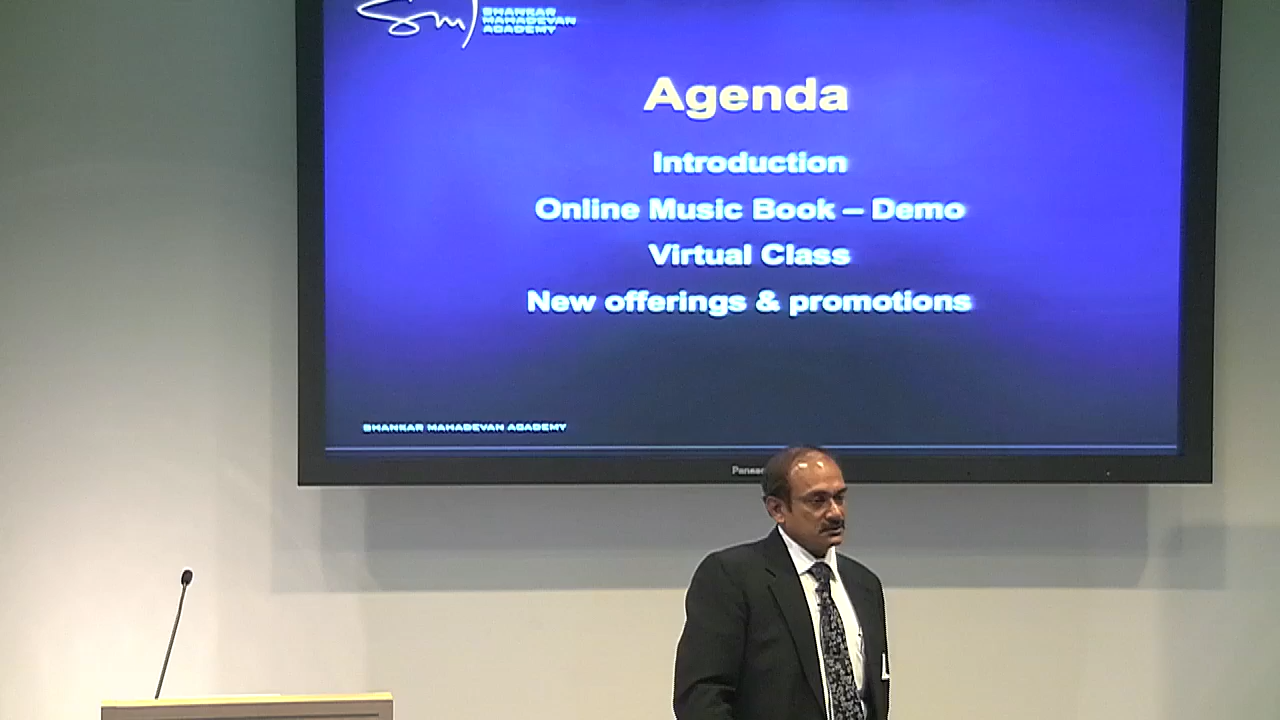 SHANKAR
MAHADEVAN
ACADEMY
Agenda
Introduction
Online Music Book – Demo
Virtual Class
New offerings & promotions
SHANKAR MAHADEVAN ACADEMY